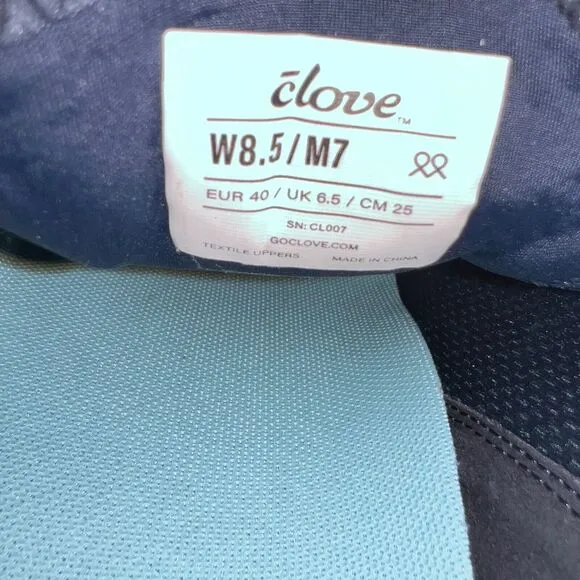 clove™
W8.5/M7
EUR 40 / UK 6.5 / CM 25
SN: CL007
GOCLOVE.COM
TEXTILE UPPERS MADE IN CHINA